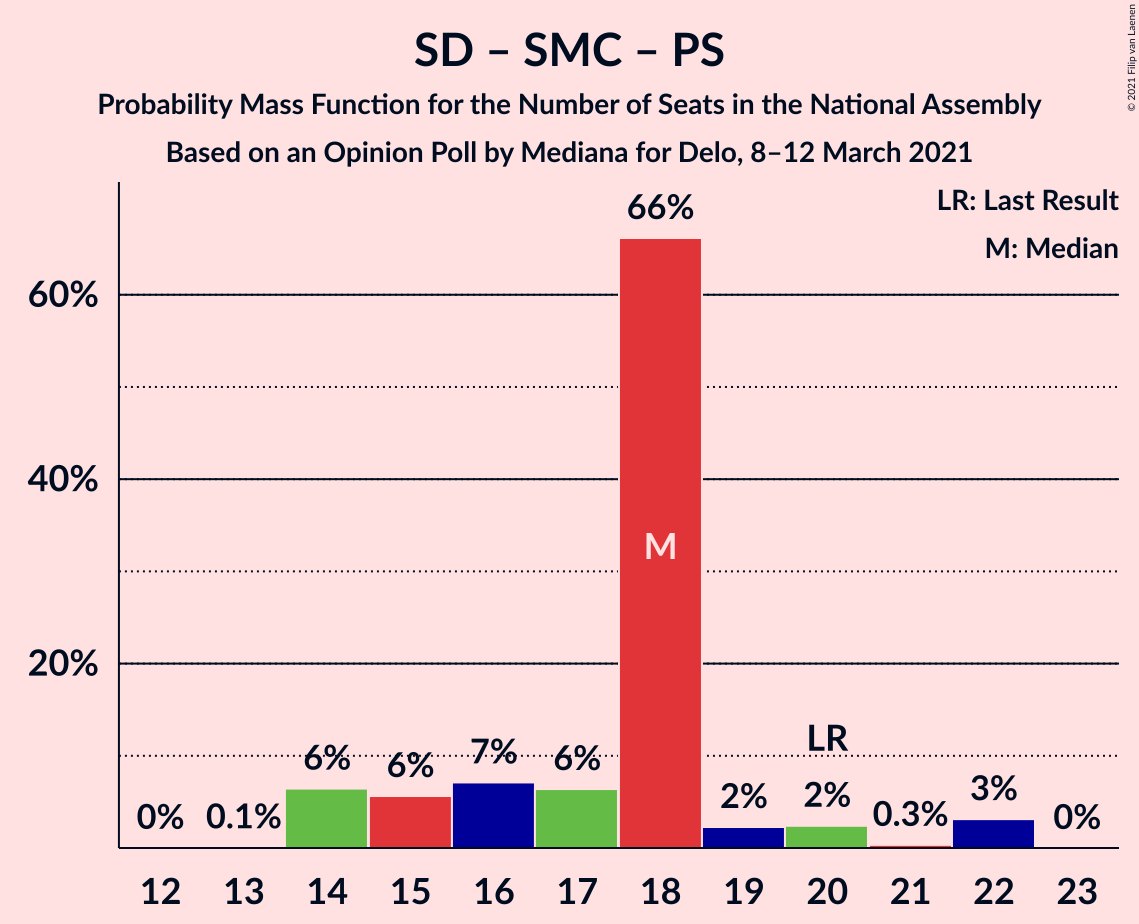 SD – SMC – PS
Probability Mass Function for the Number of Seats in the National Assembly
Based on an Opinion Poll by Mediana for Delo, 8–12 March 2021
© 2021 Filip van Laenen
LR: Last Result
M: Median
60%
40%
20%
0%
0.1%
6%
6%
7%
6%
66%
M
2%
LR
2%
0.3%
3%
0%
12 13 14 15 16 17 18 19 20 21 22 23